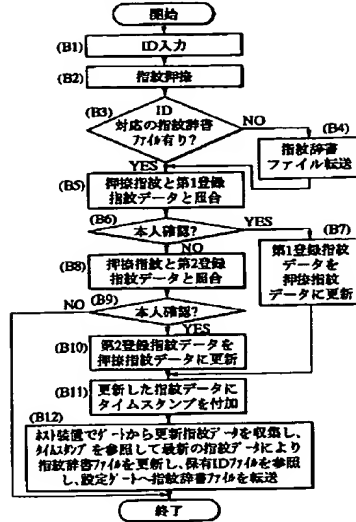 開始
(B1)
ID入力
(B2)
指紋押捺
(B3)
ID
対応の指紋辞書
ファイル有り?
NO
(B4)
指紋辞書
ファイル転送
YES
(B5)
押捺指紋と第1登録
指紋データと照合
(B6)
本人確認?
YES
(B7)
第1登録指紋
データを
押捺指紋
データに更新
NO
(B8)
押捺指紋と第2登録
指紋データと照合
NO
(B9)
本人確認?
YES
(B10)
第2登録指紋データを
押捺指紋データに更新
(B11)
更新した指紋データに
タイムスタンプを付加
(B12)
ホスト装置でゲートから更新指紋データを収集し、
タイムスタンプを参照して最新の指紋データにより
指紋辞書ファイルを更新し、保有IDファイルを参照
し、設定ゲートへ指紋辞書ファイルを転送
終了